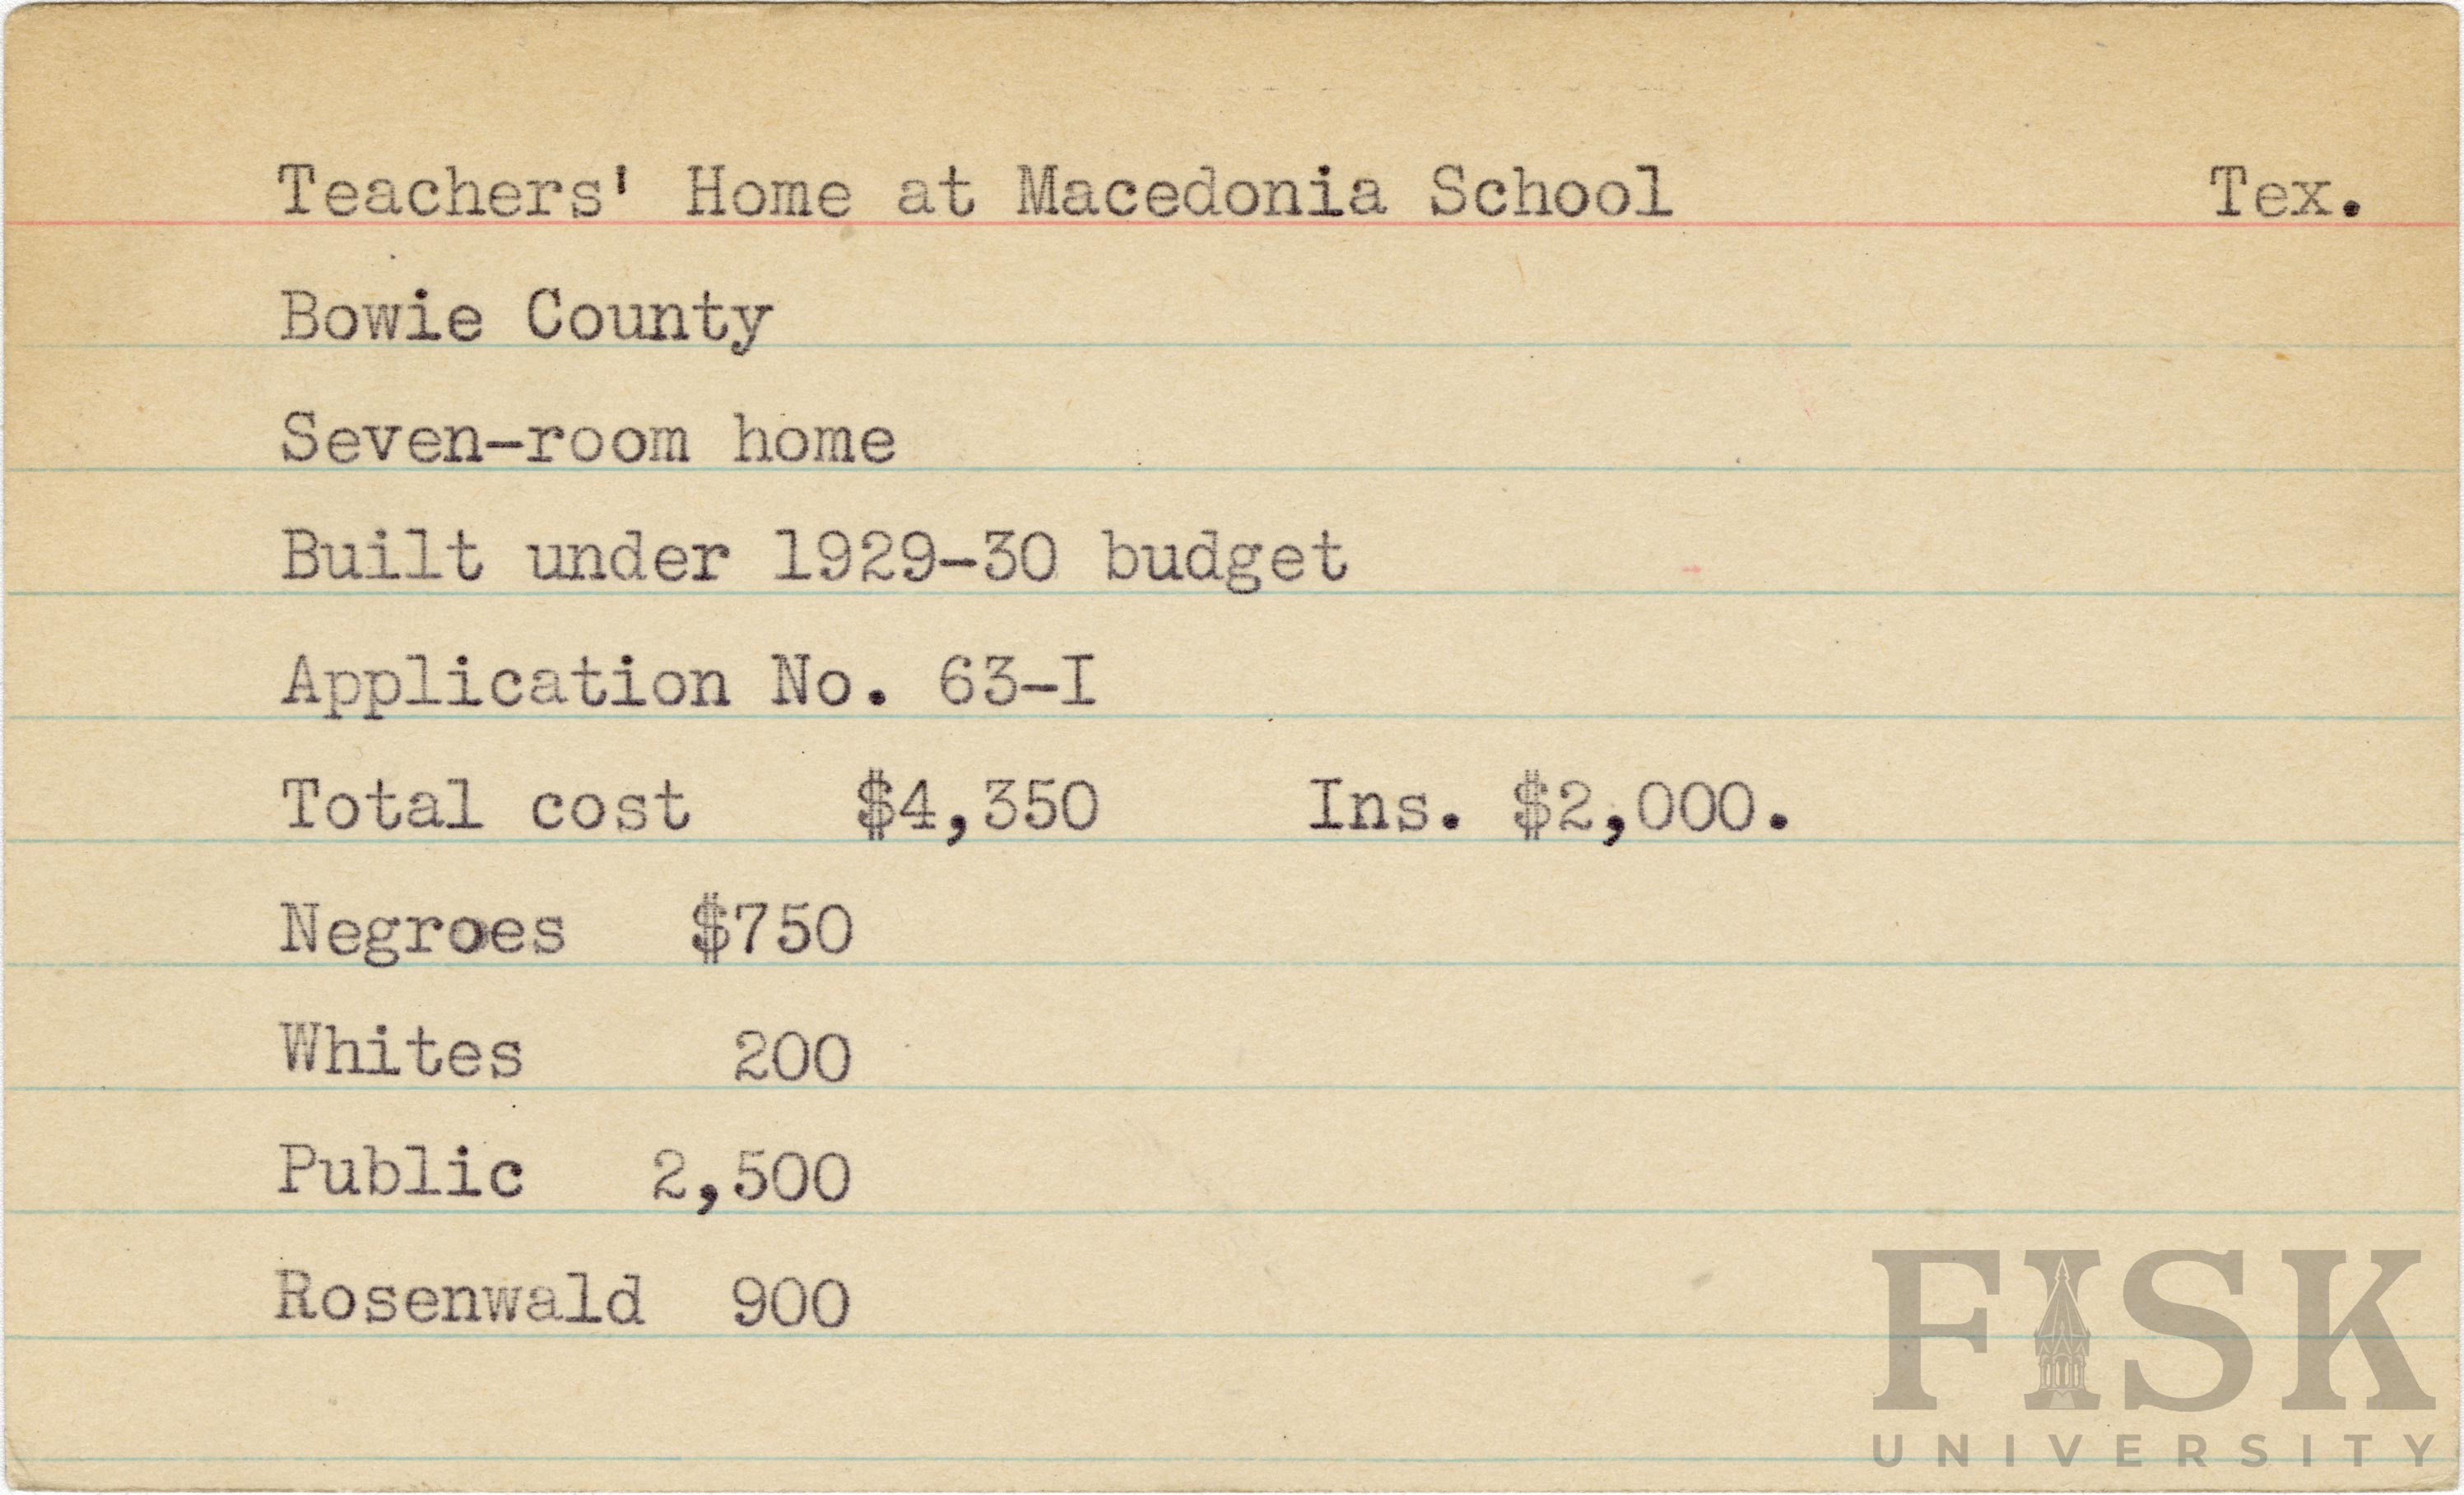 Teachers' Home at Macedonia School Tex.
Bowie County
Seven-room home
Built under 1929-30 budget
Application No. 63-I
Total cost $4,350 Ins. $2,000.
Negroes $750
Whites 200
Public 2,500
Rosenwald 900
FISK
UNIVERSITY